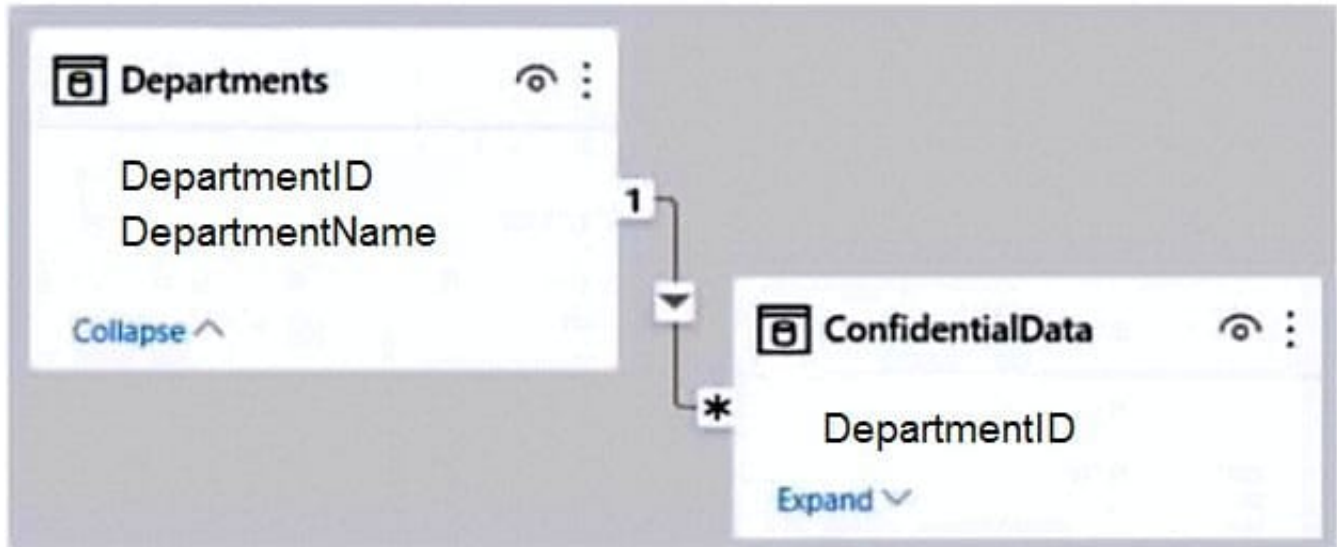 Departments
DepartmentID
DepartmentName
Collapse
1
*
ConfidentialData
DepartmentID
Expand